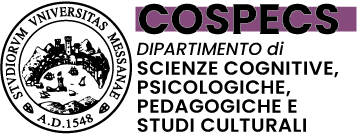 STVDIORVM VNIVERSITAS MESSANAE
A.D.1548
COSPECS
DIPARTIMENTO di
SCIENZE COGNITIVE,
PSICOLOGICHE,
PEDAGOGICHE E
STUDI CULTURALI